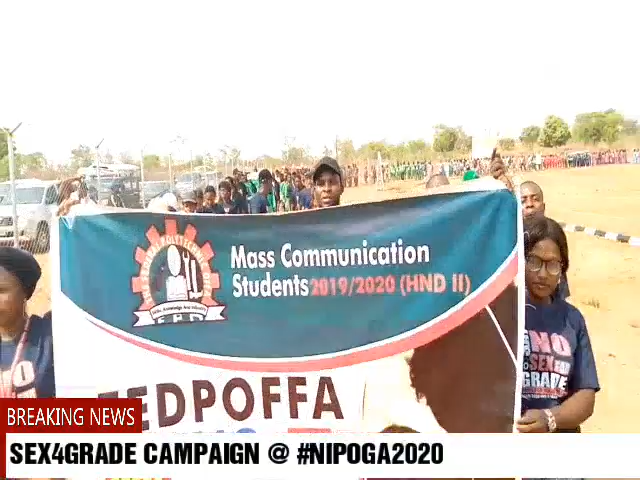 Mass Communication
Students 2019/2020 (HND II)
EDPOFFA
NO
SEX
GRADE
BREAKING NEWS
SEX4GRADE CAMPAIGN @ #NIPOGA2020